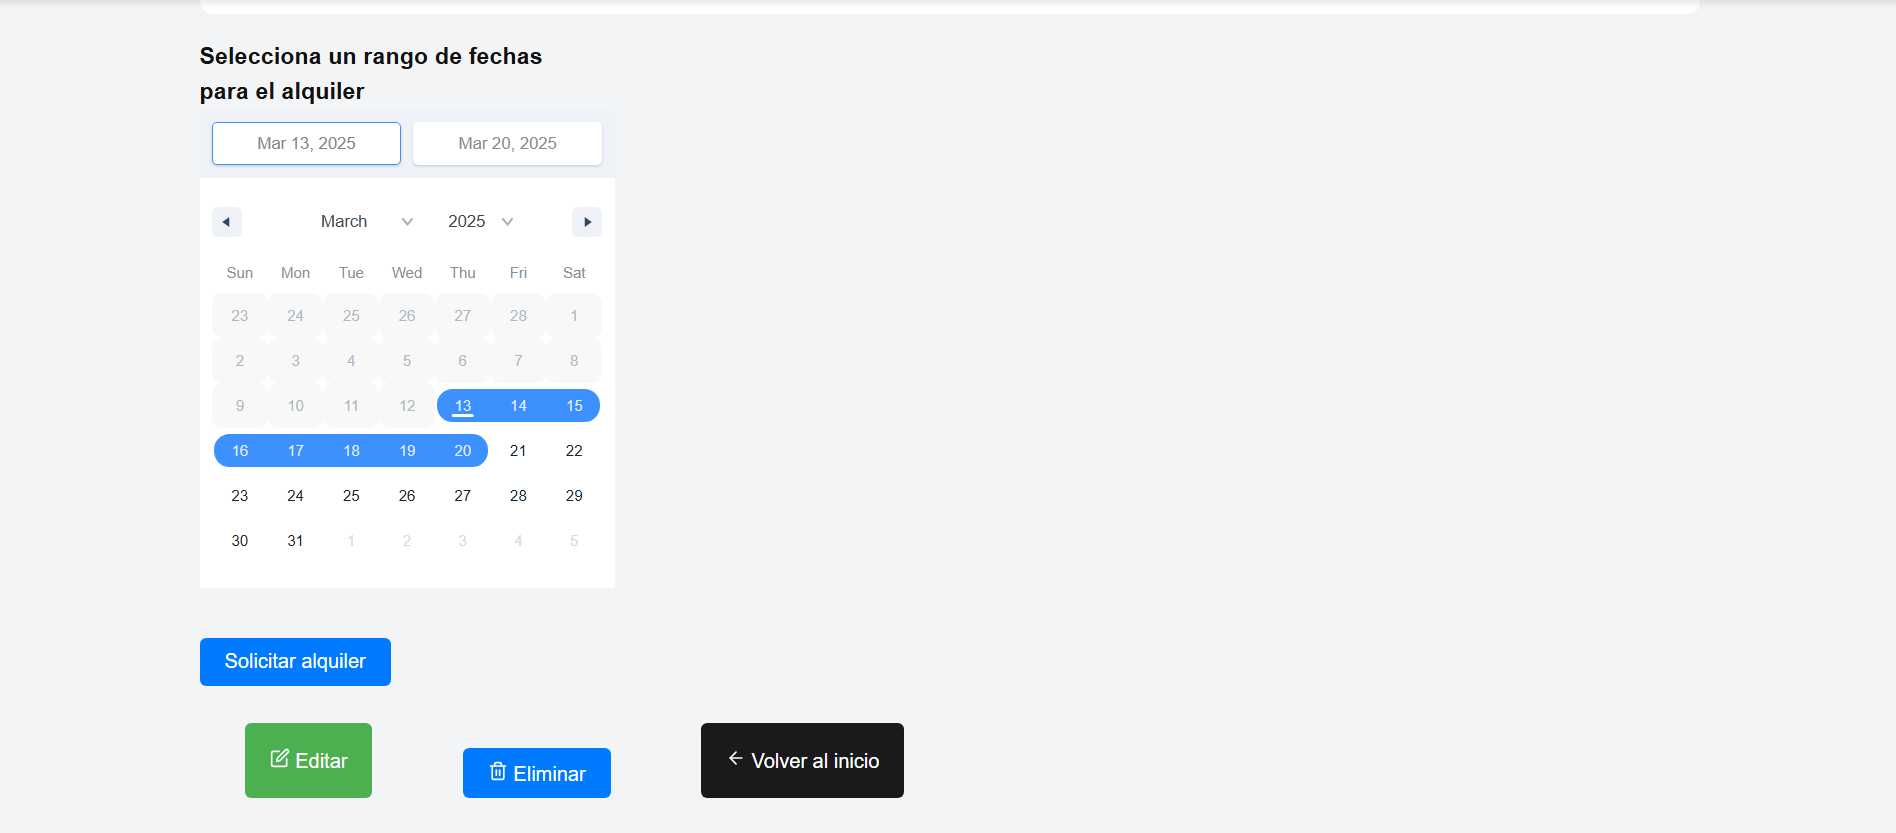 Selecciona un rango de fechas
para el alquiler
Mar 13, 2025 Mar 20, 2025
March 2025
Sun Mon Tue Wed Thu Fri Sat
23 24 25 26 27 28 1
2 3 4 5 6 7 8
9 10 11 12 13 14 15
16 17 18 19 20 21 22
23 24 25 26 27 28 29
30 31 1 2 3 4 5
Solicitar alquiler
Editar Eliminar Volver al inicio